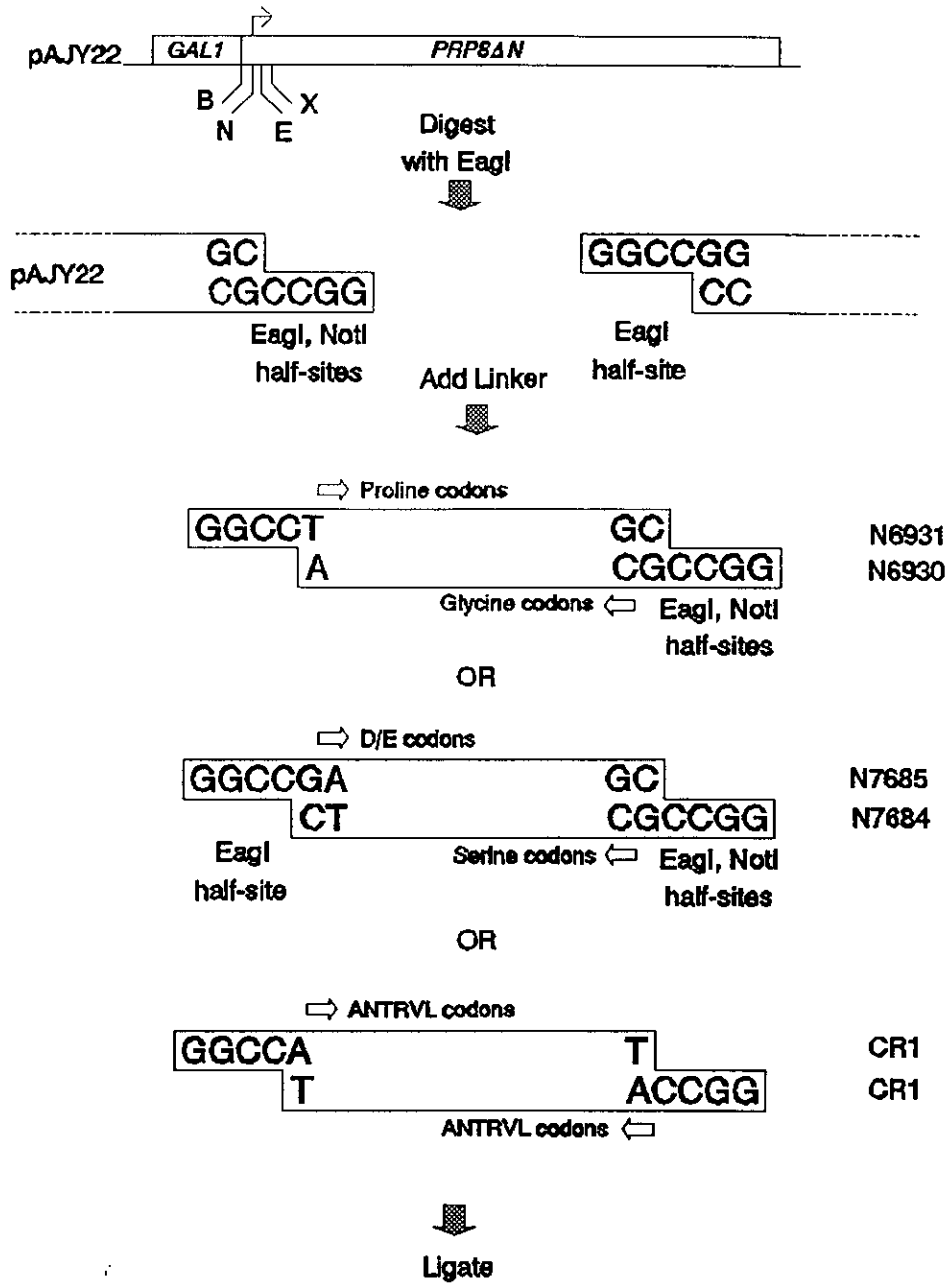 pAJY22 GAL1 PRP8ΔN
B X
N E
Digest
with EagI
GC GGCCGG
pAJY22
CGCCGG CC
EagI, NotI EagI
half-sites half-site
Add Linker
Proline codons
GGCCT GC N6931
A CGCCGG N6930
Glycine codons EagI, NotI
half-sites
OR
D/E codons
GGCCGA GC N7685
CT CGCCGG N7684
EagI Serine codons EagI, NotI
half-site half-sites
OR
ANTRVL codons
GGCCA T CR1
T ACCGG CR1
ANTRVL codons
Ligate